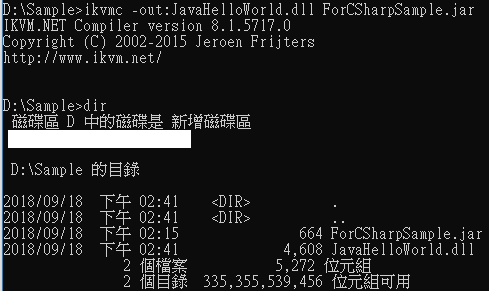 D:\Sample>ikvmc -out:JavaHelloWorld.dll ForCSharpSample.jar
IKVM.NET Compiler version 8.1.5717.0
Copyright (C) 2002-2015 Jeroen Frijters
http://www.ikvm.net/
D:\Sample>dir
磁碟區 D 中的磁碟是 新增磁碟區
D:\Sample 的目錄
2018/09/18 下午 02:41 <DIR> .
2018/09/18 下午 02:41 <DIR> ..
2018/09/18 下午 02:15 664 ForCSharpSample.jar
2018/09/18 下午 02:41 4,608 JavaHelloWorld.dll
2 個檔案 5,272 位元組
2 個目錄 335,355,539,456 位元組可用